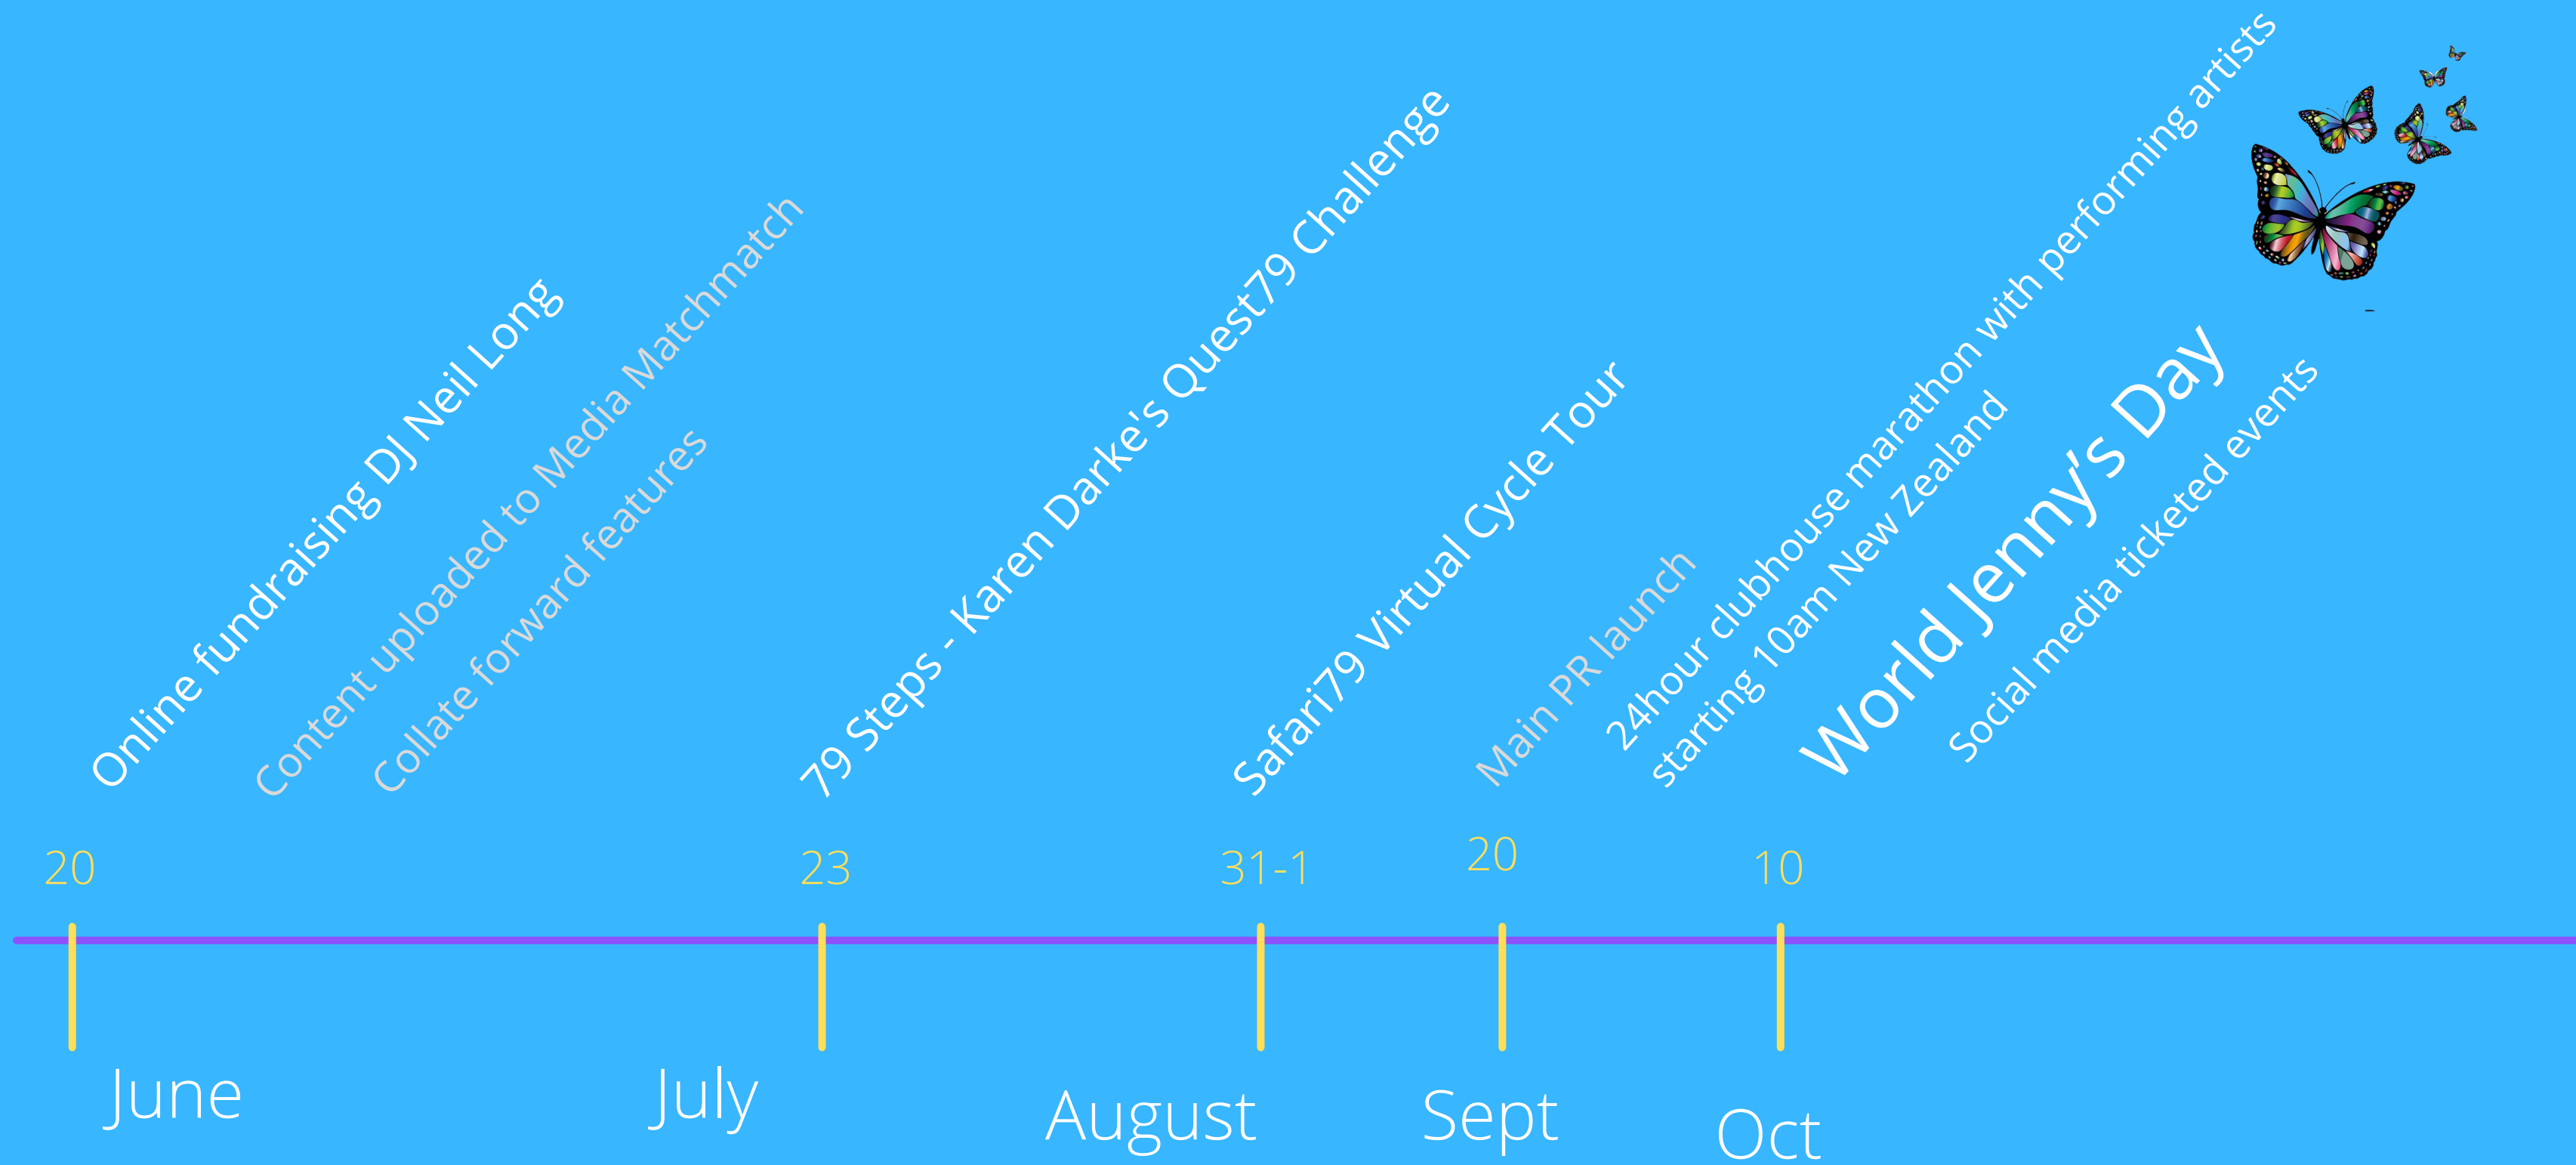 Online fundraising DJ Neil Long
Content uploaded to Media Matchmatch
Collate forward features
79 Steps - Karen Darke's Quest79 Challenge
Safari79 Virtual Cycle Tour
Main PR launch
24hour clubhouse marathon with performing artists
starting 10am New Zealand
World Jenny's Day
Social media ticketed events
20
23
31-1
20
10
June
July
August
Sept
Oct